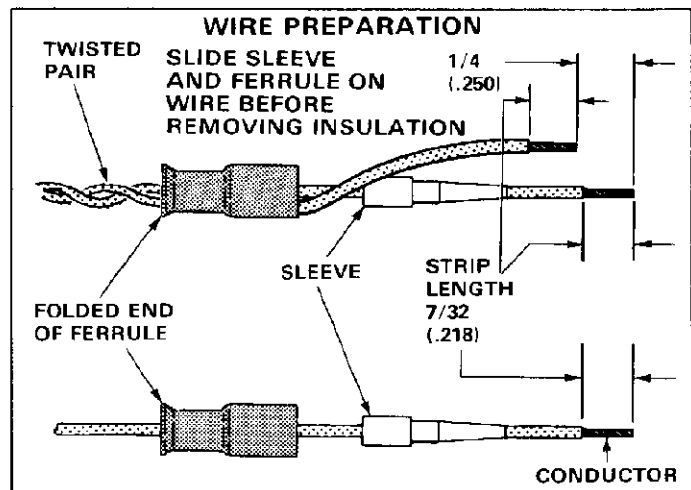 WIRE PREPARATION
TWISTED
PAIR
SLIDE SLEEVE
AND FERRULE ON
WIRE BEFORE
REMOVING INSULATION
1/4
(.250)
SLEEVE
STRIP
LENGTH
7/32
(.218)
FOLDED END
OF FERRULE
CONDUCTOR